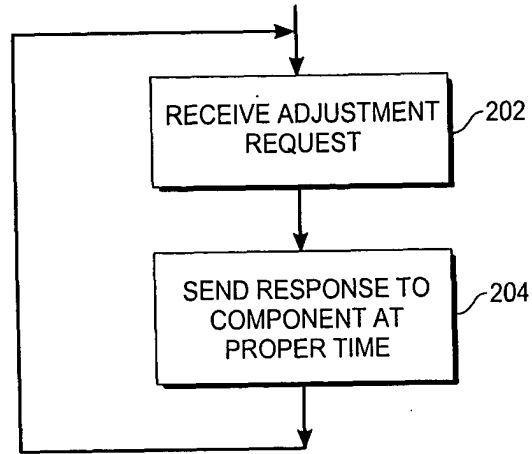 RECEIVE ADJUSTMENT
REQUEST
202
SEND RESPONSE TO
COMPONENT AT
PROPER TIME
204